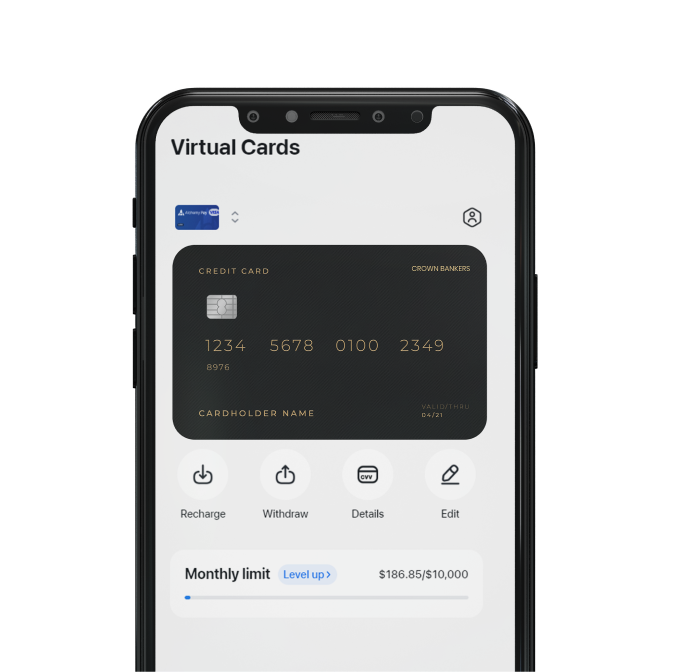 Virtual Cards
Alchemy Pay VISA
CREDIT CARD CROWN BANKERS
1234 5678 0100 2349
8976
VALID/THRU
CARDHOLDER NAME 04/21
CVV
Recharge Withdraw Details Edit
Monthly limit Level up > $186.85/$10,000